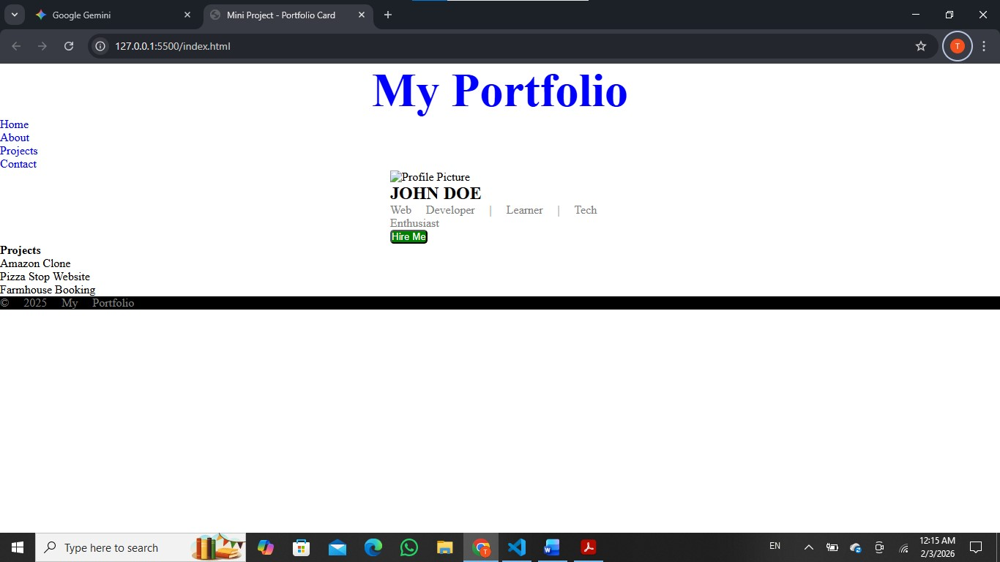 Google Gemini
Mini Project - Portfolio Card
127.0.0.1:5500/index.html
T
My Portfolio
Home
About
Projects
Contact
Profile Picture
JOHN DOE
Web Developer | Learner | Tech
Enthusiast
Hire Me
Projects
Amazon Clone
Pizza Stop Website
Farmhouse Booking
© 2025 My Portfolio
Type here to search
T
W
EN
12:15 AM
2/3/2026